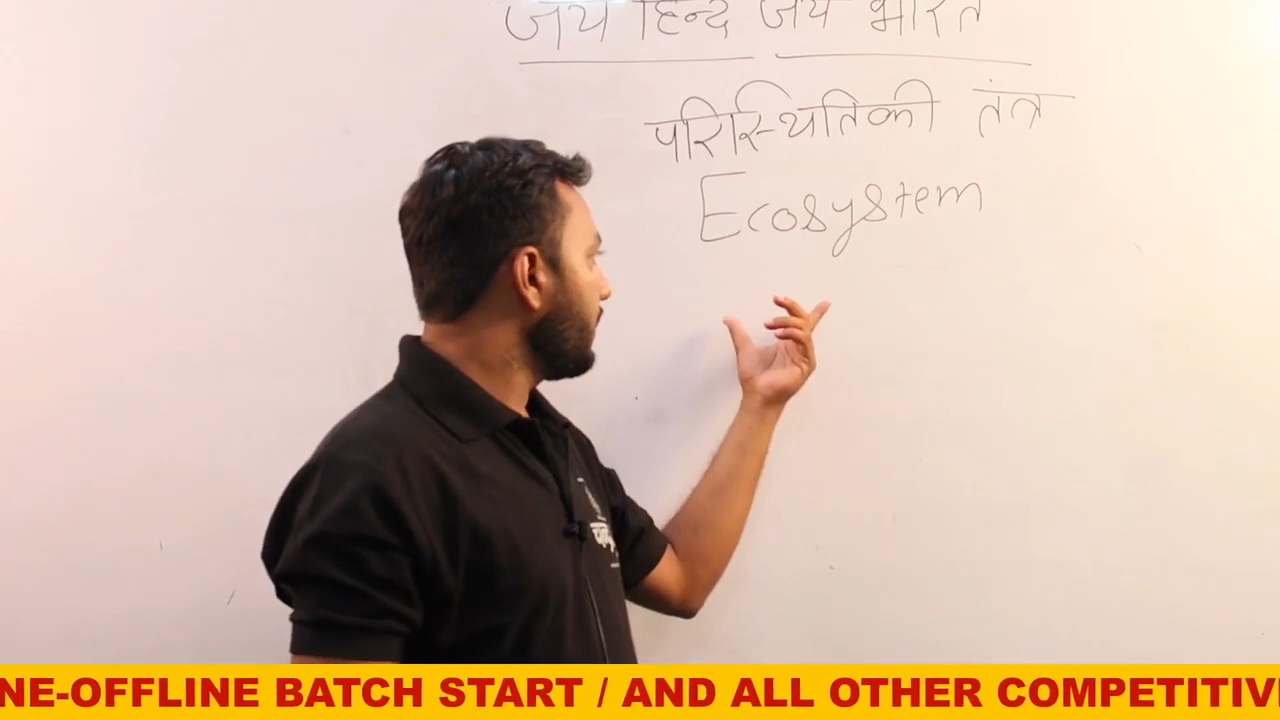 जय हिन्द जय भारत
परिस्थितिकी तंत्र
Ecosystem
NE-OFFLINE BATCH START / AND ALL OTHER COMPETITIV